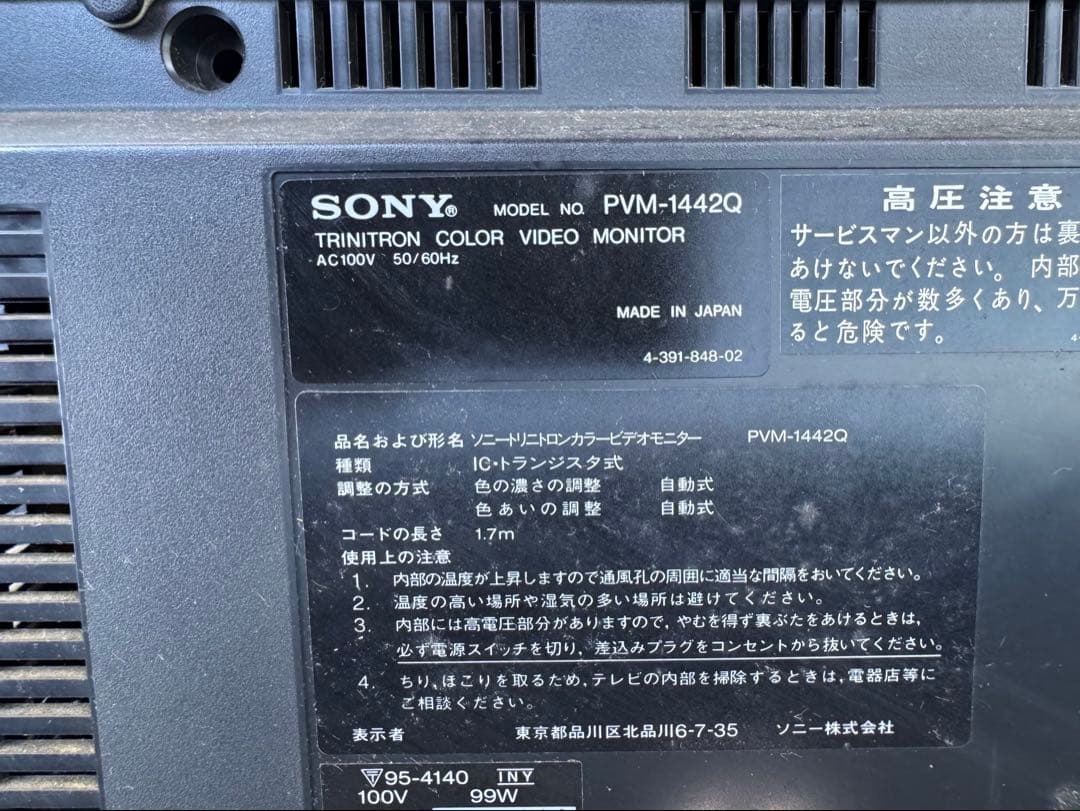 SONY® MODEL NO. PVM-1442Q
TRINITRON COLOR VIDEO MONITOR
AC100V 50/60Hz
MADE IN JAPAN
4-391-848-02
高圧注意
サービスマン以外の方は裏
あけないでください。 内部
電圧部分が数多くあり、万
ると危険です。
4-
品名および形名 ソニートリニトロンカラービデオモニター PVM-1442Q
種類 IC・トランジスタ式
調整の方式 色の濃さの調整 自動式
色あいの調整 自動式
コードの長さ 1.7m
使用上の注意
1. 内部の温度が上昇しますので通風孔の周囲に適当な間隔をおいてください。
2. 温度の高い場所や湿気の多い場所は避けてください。
3. 内部には高電圧部分がありますので，やむを得ず裏ぶたをあけるときは，
必ず電源スイッチを切り，差込みプラグをコンセントから抜いてください。
4. ちり，ほこりを取るため，テレビの内部を掃除するときは，電器店等に
ご相談ください。
表示者 東京都品川区北品川6-7-35 ソニー株式会社
95-4140 INY
100V 99W